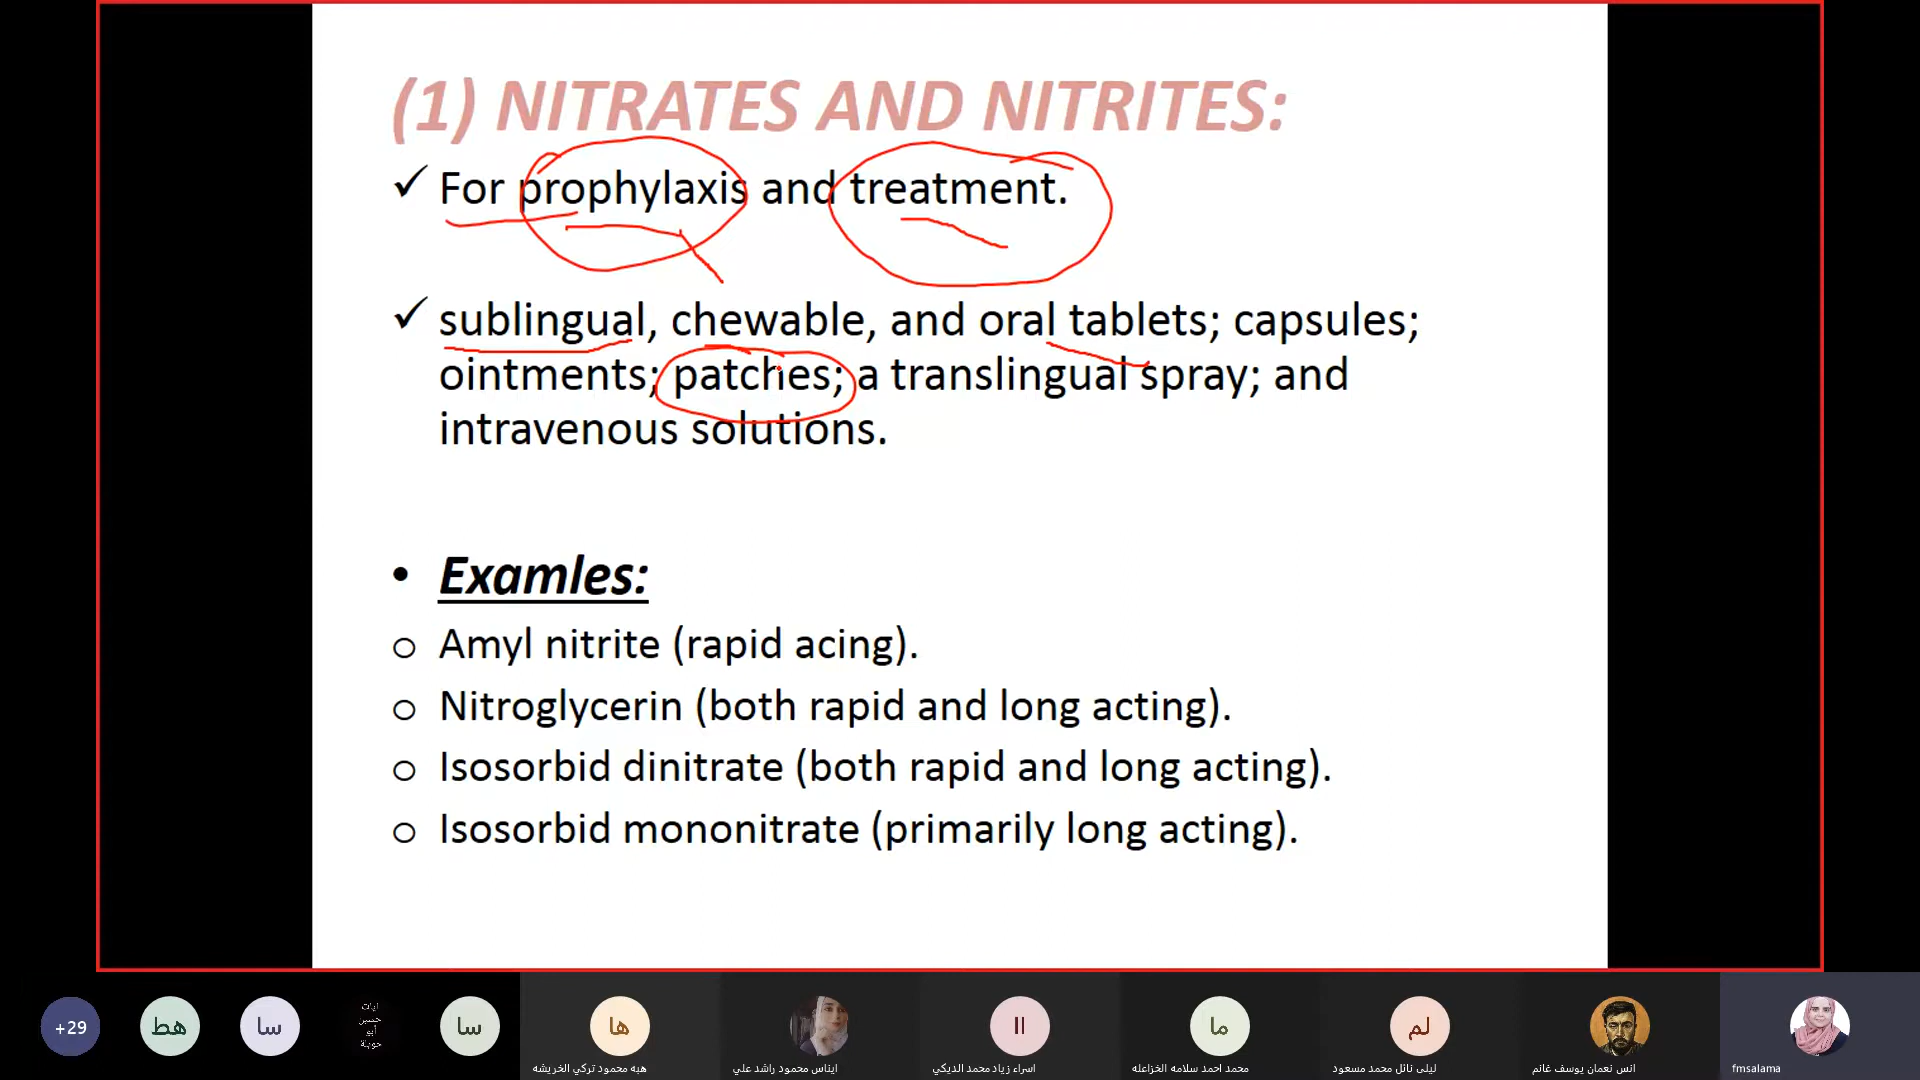 (1) NITRATES AND NITRITES:
✓ For prophylaxis and treatment.
✓ sublingual, chewable, and oral tablets; capsules;
ointments; patches; a translingual spray; and
intravenous solutions.
• Examles:
o Amyl nitrite (rapid acing).
o Nitroglycerin (both rapid and long acting).
o Isosorbid dinitrate (both rapid and long acting).
o Isosorbid mononitrate (primarily long acting).
+29
هط
سا
ايات
حسين
أبو
حويلة
سا
ها
هبه محمود تركي الخريشه
ايناس محمود راشد علي
اا
اسراء زياد محمد الديكي
ما
محمد احمد سلامه الخزاعله
لم
ليلى نائل محمد مسعود
انس نعمان يوسف غانم
fmsalama